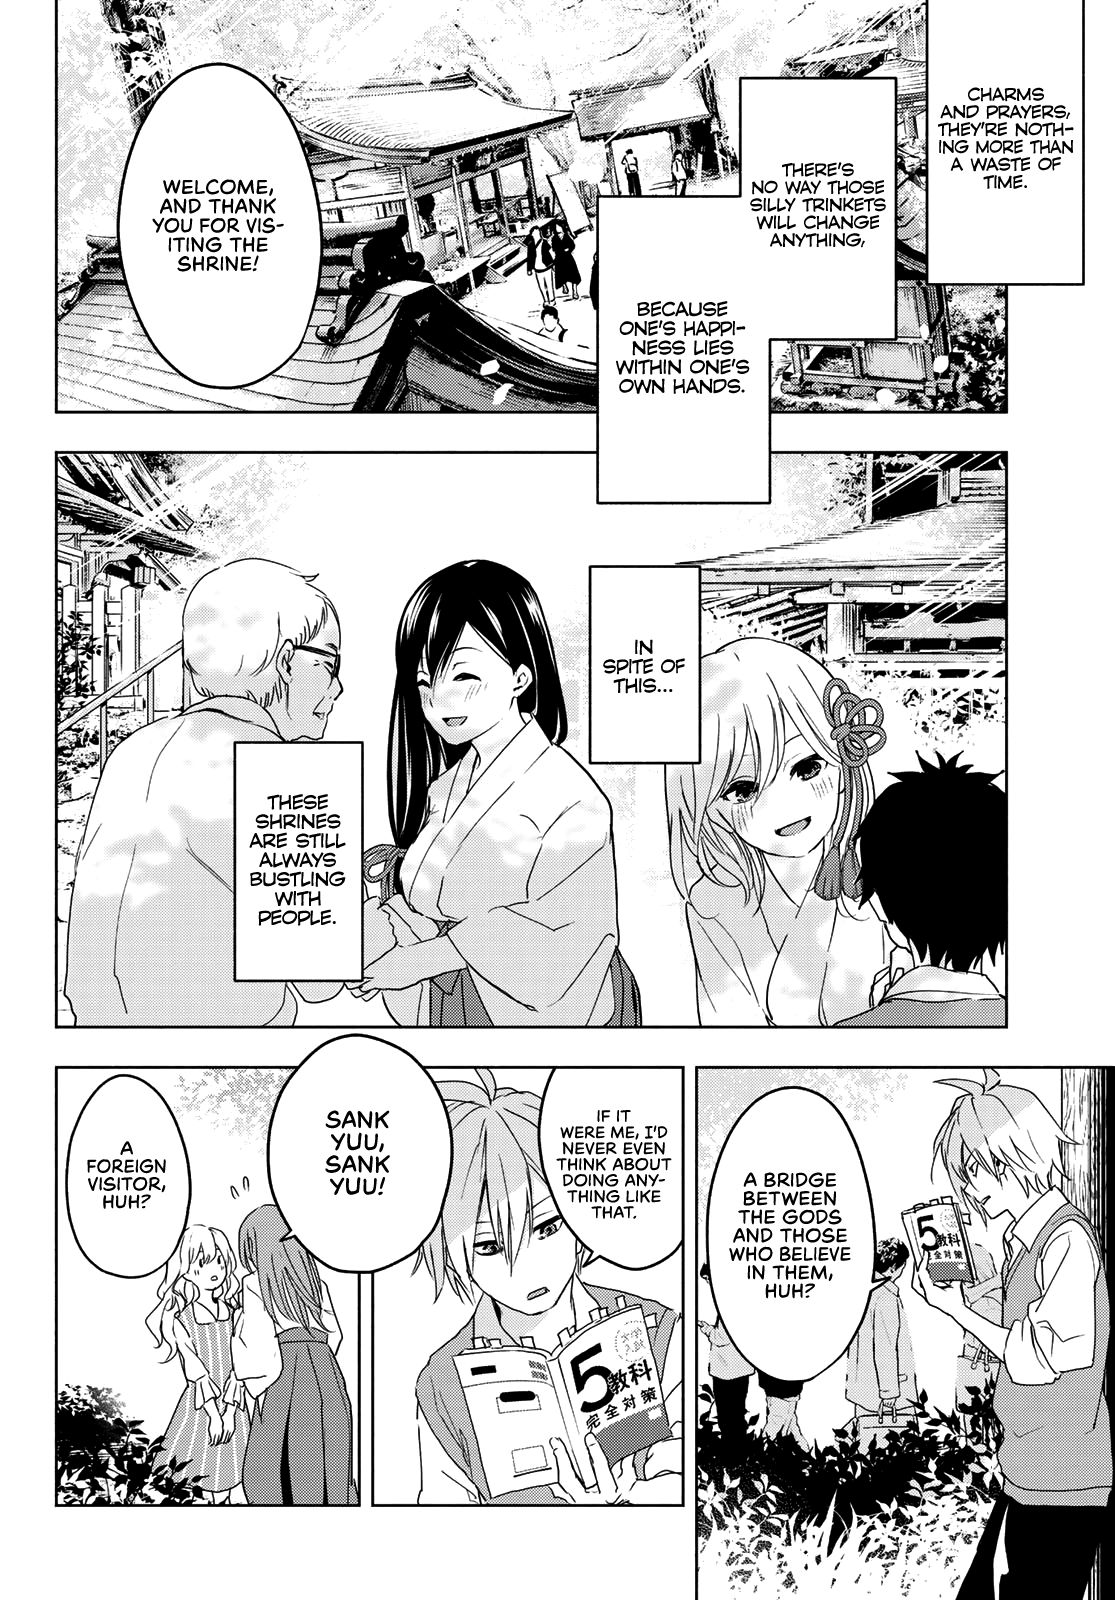 CHARMS
AND PRAYERS,
THEY'RE NOTH-
ING MORE THAN
A WASTE OF
TIME.
THERE'S
NO WAY THOSE
SILLY TRINKETS
WILL CHANGE
ANYTHING,
BECAUSE
ONE'S HAPPI-
NESS LIES
WITHIN ONE'S
OWN HANDS.
WELCOME,
AND THANK
YOU FOR VIS-
ITING THE
SHRINE!
IN
SPITE OF
THIS...
THESE
SHRINES
ARE STILL
ALWAYS
BUSTLING
WITH
PEOPLE.
A BRIDGE
BETWEEN
THE GODS
AND THOSE
WHO BELIEVE
IN THEM,
HUH?
5教科
完全対策
IF IT
WERE ME, I'D
NEVER EVEN
THINK ABOUT
DOING ANY-
THING LIKE
THAT.
5教科
完全対策
SANK
YUU,
SANK
YUU!
A
FOREIGN
VISITOR,
HUH?